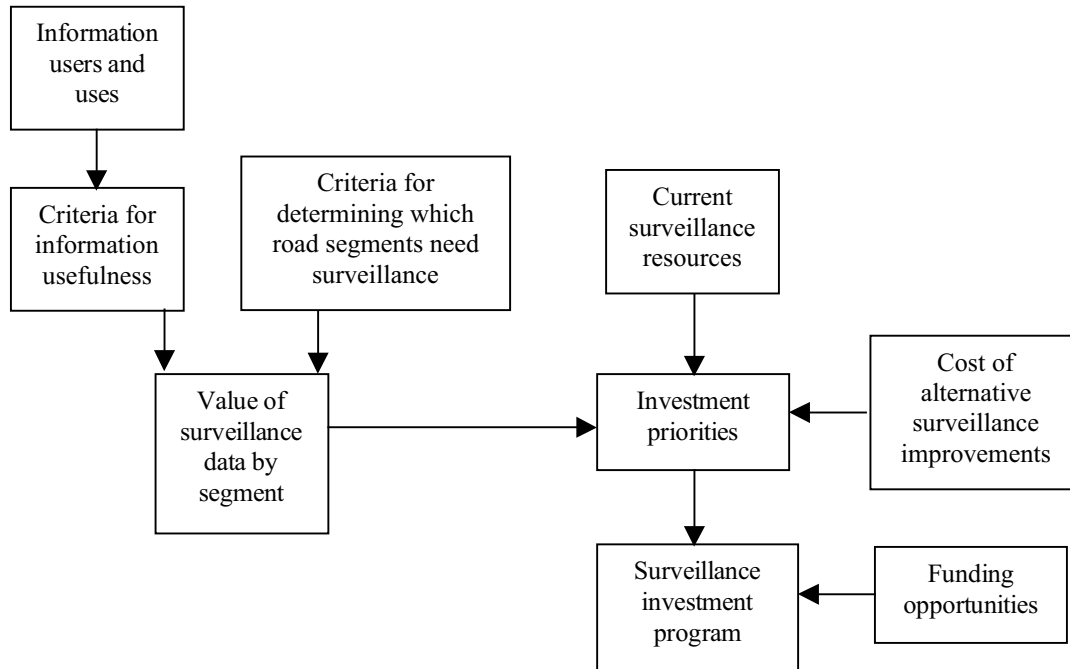 Information
users and
uses
Criteria for
information
usefulness
Criteria for
determining which
road segments need
surveillance
Current
surveillance
resources
Value of
surveillance
data by
segment
Investment
priorities
Cost of
alternative
surveillance
improvements
Surveillance
investment
program
Funding
opportunities